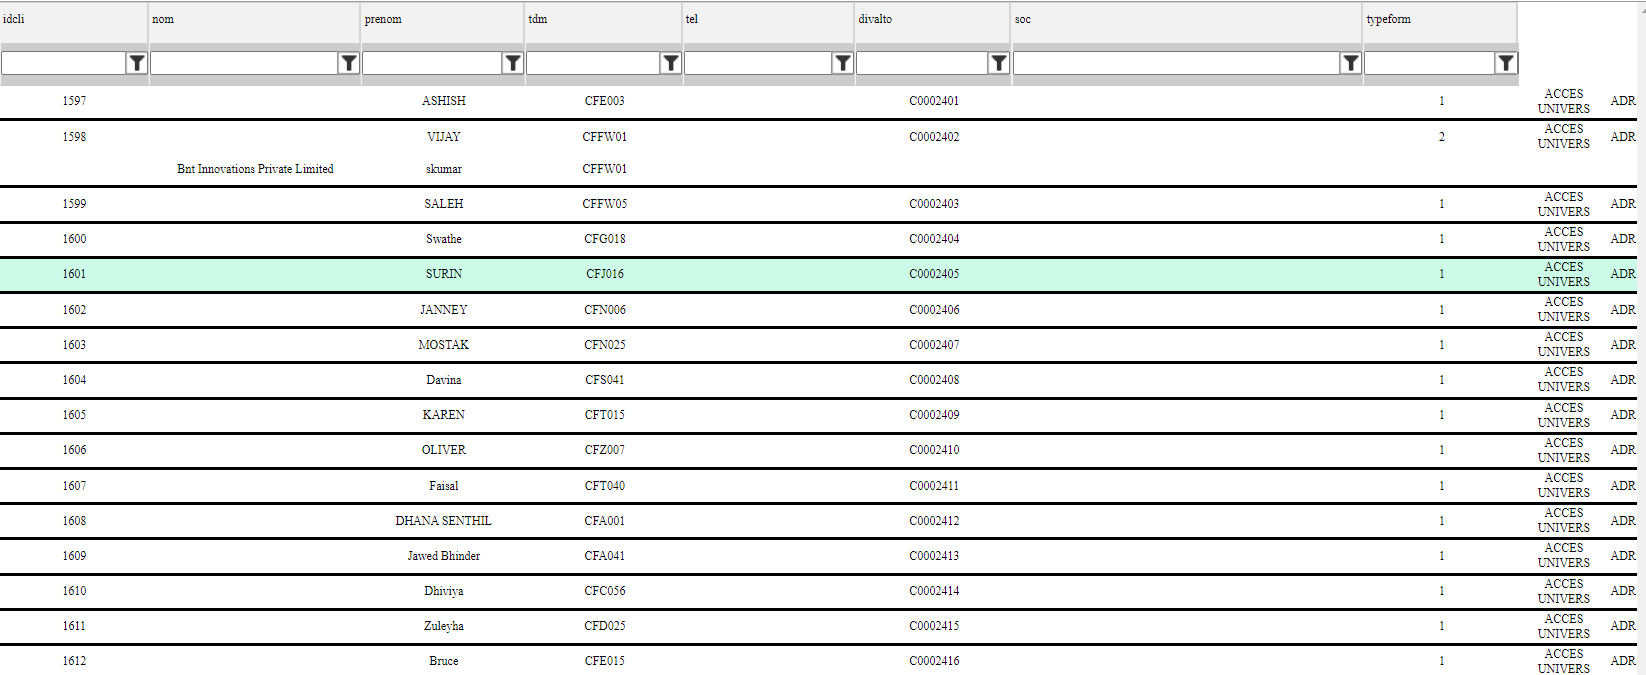 idcli nom prenom tdm tel divalto soc typeform
1597 ASHISH CFE003 C0002401 1 ACCES UNIVERS ADR
1598 VIJAY CFFW01 C0002402 2 ACCES UNIVERS ADR
Bnt Innovations Private Limited skumar CFFW01
1599 SALEH CFFW05 C0002403 1 ACCES UNIVERS ADR
1600 Swathe CFG018 C0002404 1 ACCES UNIVERS ADR
1601 SURIN CFJ016 C0002405 1 ACCES UNIVERS ADR
1602 JANNEY CFN006 C0002406 1 ACCES UNIVERS ADR
1603 MOSTAK CFN025 C0002407 1 ACCES UNIVERS ADR
1604 Davina CFS041 C0002408 1 ACCES UNIVERS ADR
1605 KAREN CFT015 C0002409 1 ACCES UNIVERS ADR
1606 OLIVER CFZ007 C0002410 1 ACCES UNIVERS ADR
1607 Faisal CFT040 C0002411 1 ACCES UNIVERS ADR
1608 DHANA SENTHIL CFA001 C0002412 1 ACCES UNIVERS ADR
1609 Jawed Bhinder CFA041 C0002413 1 ACCES UNIVERS ADR
1610 Dhiviya CFC056 C0002414 1 ACCES UNIVERS ADR
1611 Zuleyha CFD025 C0002415 1 ACCES UNIVERS ADR
1612 Bruce CFE015 C0002416 1 ACCES UNIVERS ADR